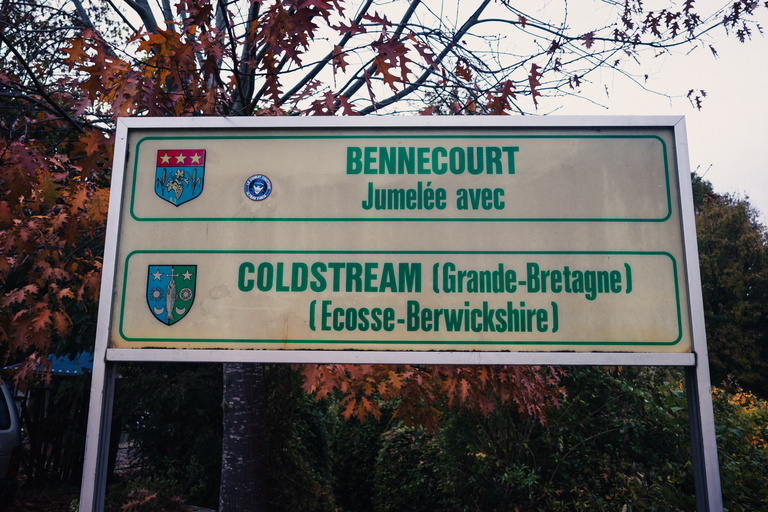 BENNECOURT
Jumelée avec
COLDSTREAM (Grande-Bretagne)
(Ecosse-Berwickshire)